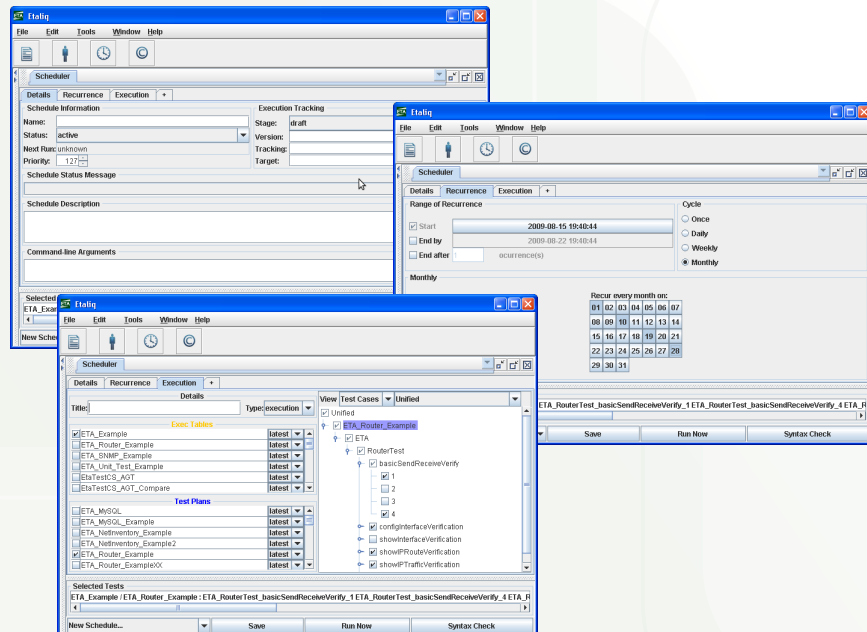 Etaliq
File Edit Tools Window Help
Scheduler
Details Recurrence Execution +
Schedule Information
Name:
Status: active
Next Run: unknown
Priority: 127
Execution Tracking
Stage: draft
Version:
Tracking:
Target:
Schedule Status Message
Schedule Description
Command-line Arguments
Selected
ETA_Exar
New Sche
Etaliq
File Edit Tools Window Help
Scheduler
Details Recurrence Execution +
Range of Recurrence
Start 2009-08-15 19:40:44
End by 2009-08-22 19:40:44
End after 1 ocurrence(s)
Cycle
Once
Daily
Weekly
Monthly
Monthly
Recur every month on:
01 02 03 04 05 06 07
08 09 10 11 12 13 14
15 16 17 18 19 20 21
22 23 24 25 26 27 28
29 30 31
ETA_RouterTest_basicSendReceiveVerify_1 ETA_RouterTest_basicSendReceiveVerify_4 ETA_R
Save Run Now Syntax Check
Etaliq
File Edit Tools Window Help
Scheduler
Details Recurrence Execution +
Details
Title: Type: execution
Exec Tables
ETA_Example latest
ETA_Router_Example latest
ETA_SNMP_Example latest
ETA_Unit_Test_Example latest
EtaTestCS_AGT latest
EtaTestCS_AGT_Compare latest
Test Plans
ETA_MySQL latest
ETA_MySQL_Example latest
ETA_NetInventory_Example latest
ETA_NetInventory_Example2 latest
ETA_Router_Example latest
ETA_Router_ExampleXX latest
View Test Cases Unified
Unified
ETA_Router_Example
ETA
RouterTest
basicSendReceiveVerify
1
2
3
4
configInterfaceVerification
showInterfaceVerification
showIPRouteVerification
showIPTrafficVerification
Selected Tests
ETA_Example / ETA_Router_Example : ETA_RouterTest_basicSendReceiveVerify_1 ETA_RouterTest_basicSendReceiveVerify_4 ETA_R
New Schedule... Save Run Now Syntax Check